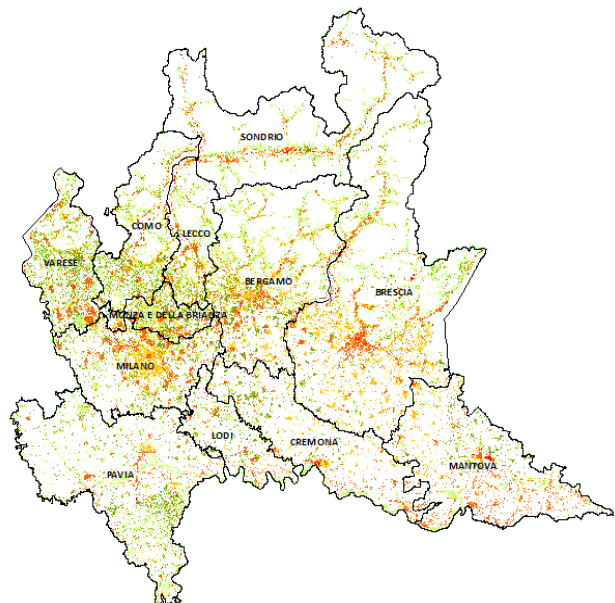 SONDRIO
COMO
LECCO
VARESE
BERGAMO
BRESCIA
MONZA E DELLA BRIANZA
MILANO
LODI
CREMONA
MANTOVA
PAVIA